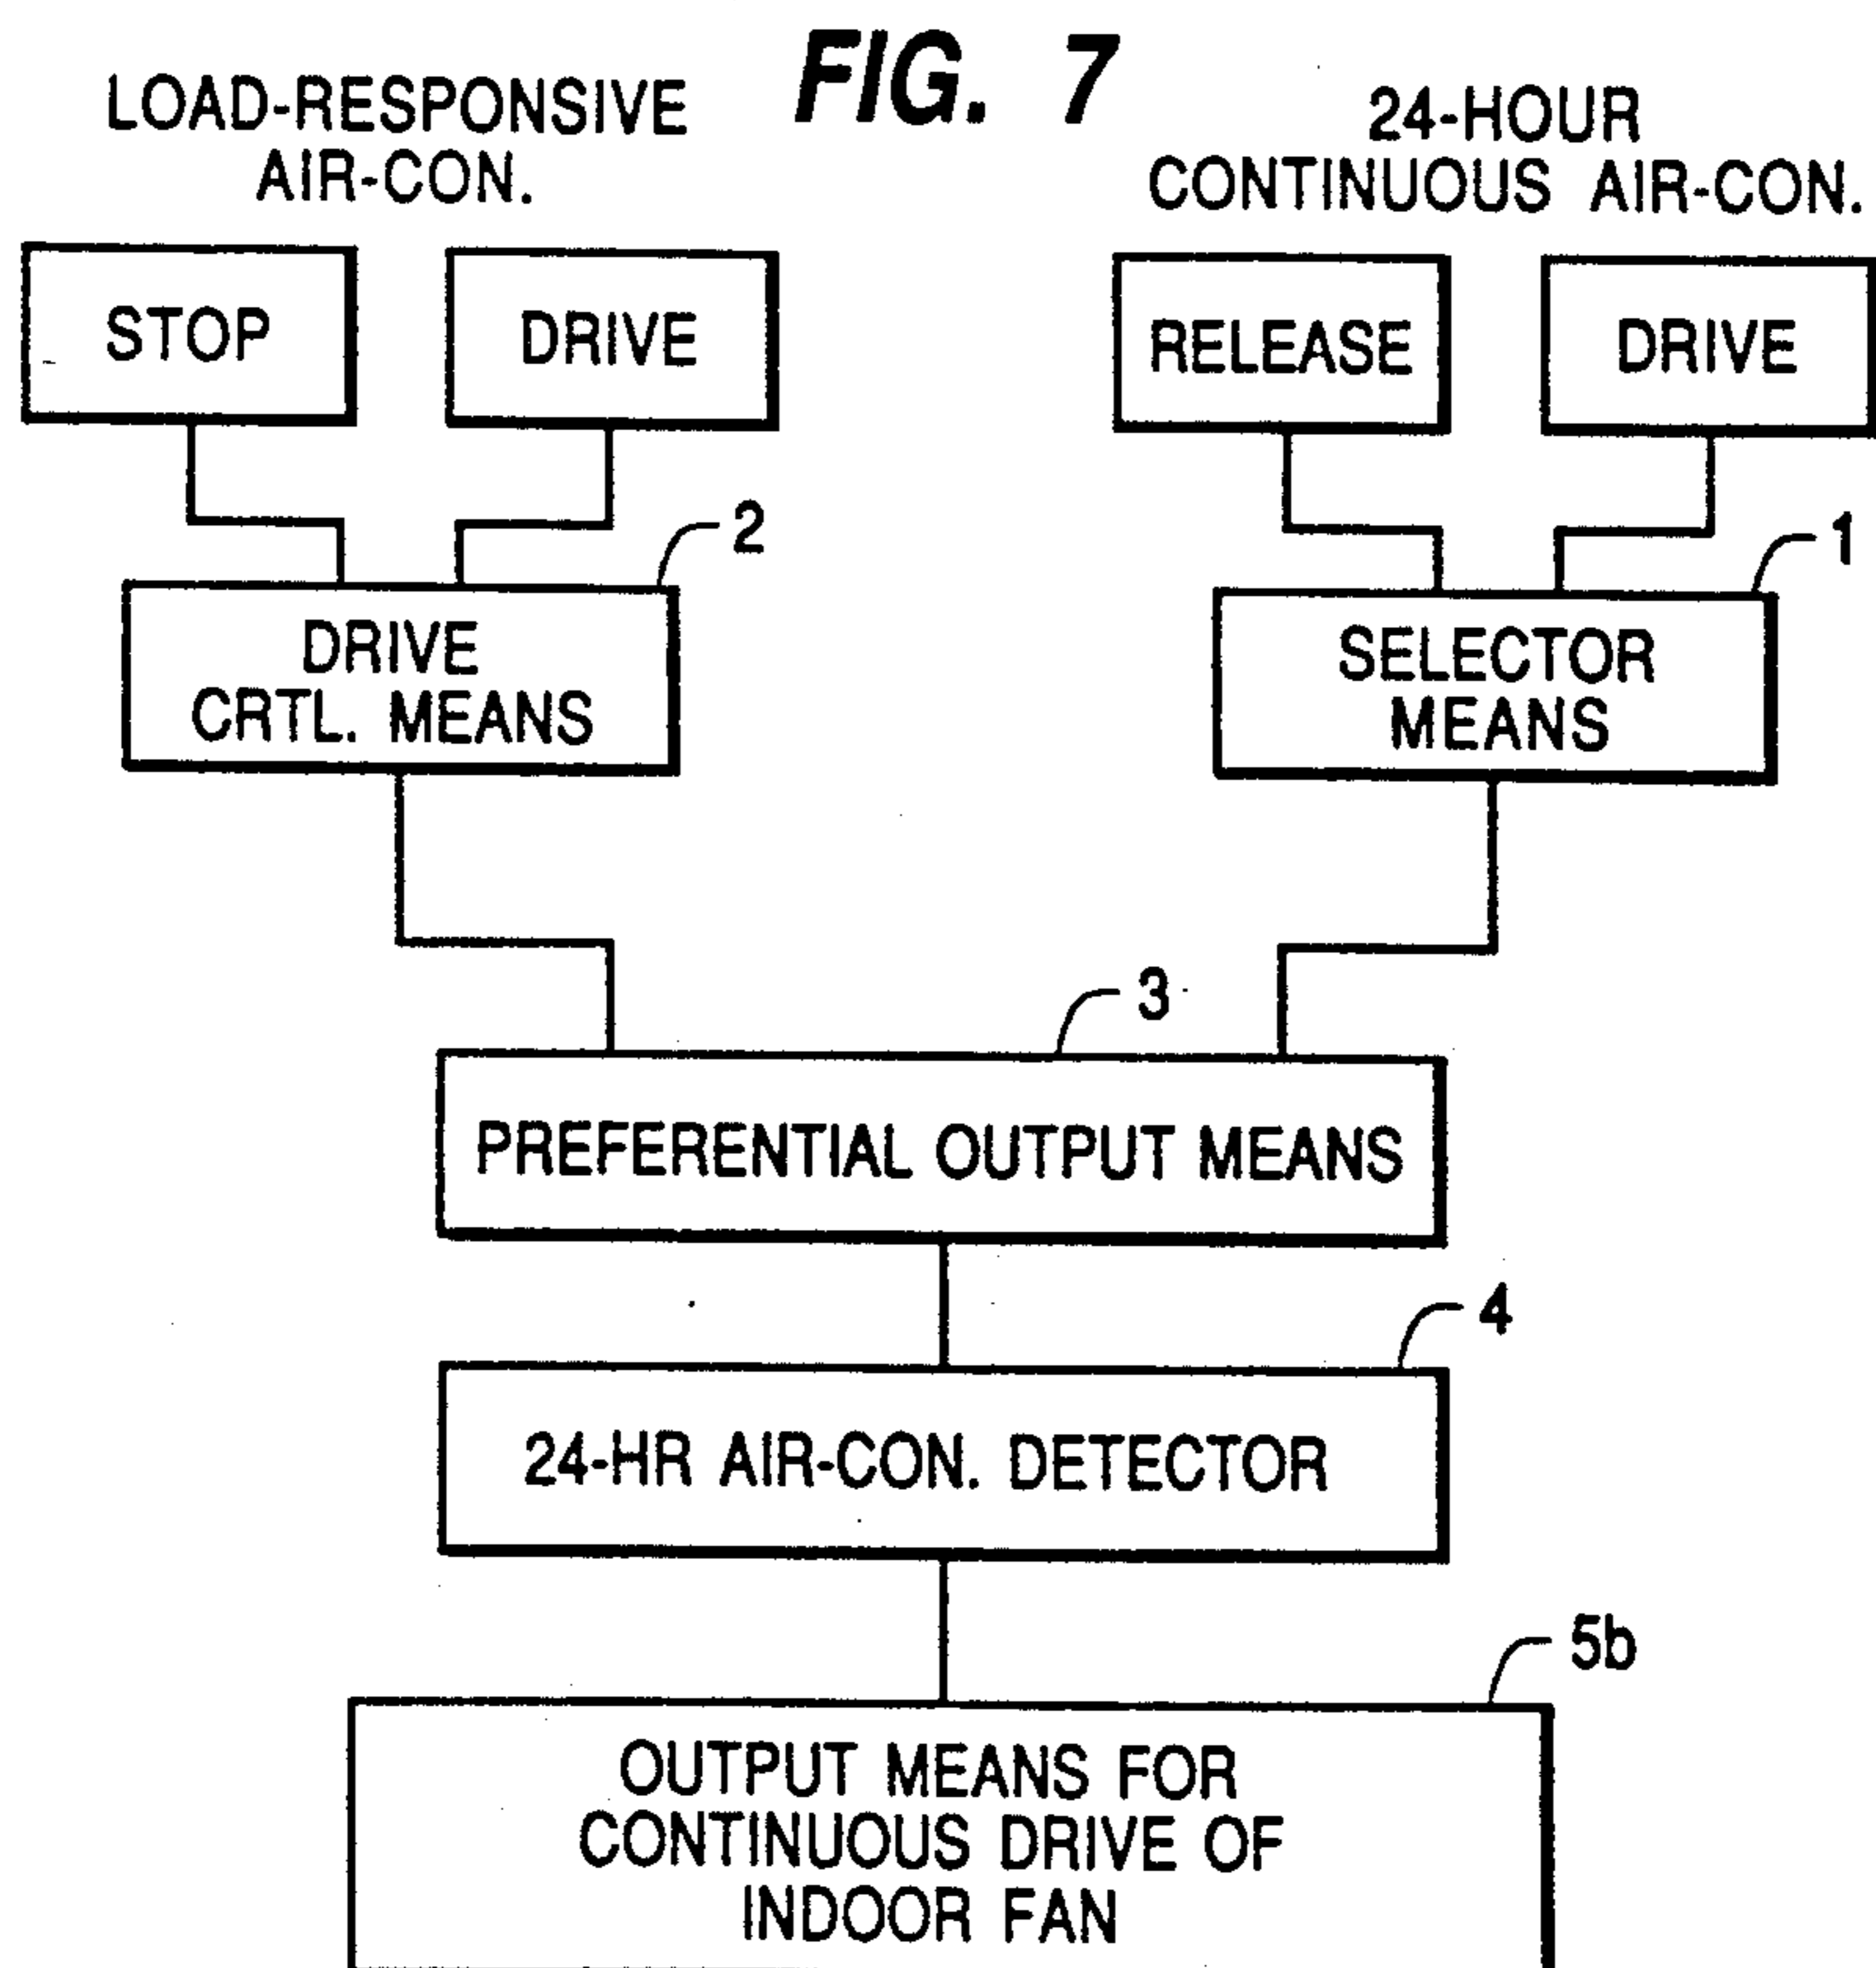 FIG. 7
LOAD-RESPONSIVE
AIR-CON.
24-HOUR
CONTINUOUS AIR-CON.
STOP
DRIVE
RELEASE
DRIVE
2
1
DRIVE
CRTL. MEANS
SELECTOR
MEANS
3
PREFERENTIAL OUTPUT MEANS
4
24-HR AIR-CON. DETECTOR
5b
OUTPUT MEANS FOR
CONTINUOUS DRIVE OF
INDOOR FAN